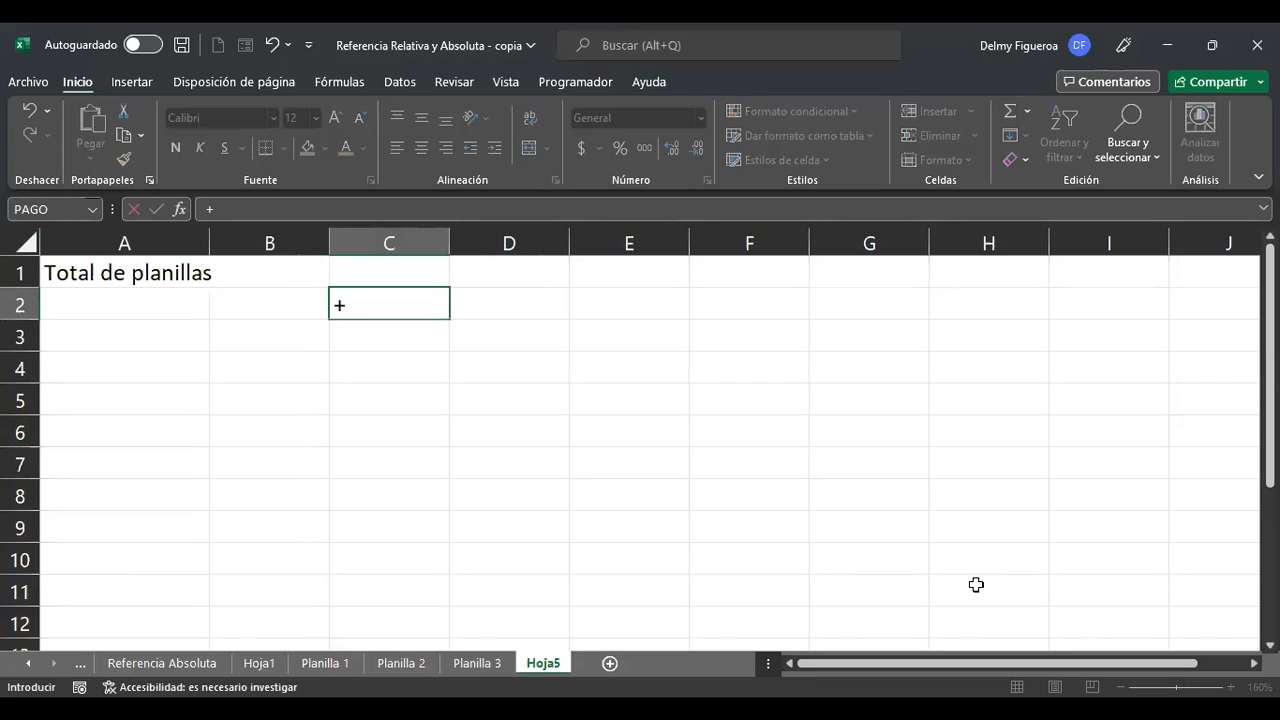 Autoguardado Referencia Relativa y Absoluta - copia Buscar (Alt+Q) Delmy Figueroa DF
Archivo Inicio Insertar Disposición de página Fórmulas Datos Revisar Vista Programador Ayuda Comentarios Compartir
Calibri 12 General Formato condicional Insertar
Pegar Dar formato como tabla Eliminar Ordenar y filtrar Buscar y seleccionar Analizar datos
N K S $ % 000 Estilos de celda Formato
Deshacer Portapapeles Fuente Alineación Número Estilos Celdas Edición Análisis
PAGO fx +
A B C D E F G H I J
1 Total de planillas
2 +
3
4
5
6
7
8
9
10
11
12
... Referencia Absoluta Hoja1 Planilla 1 Planilla 2 Planilla 3 Hoja5
Introducir Accesibilidad: es necesario investigar 160%